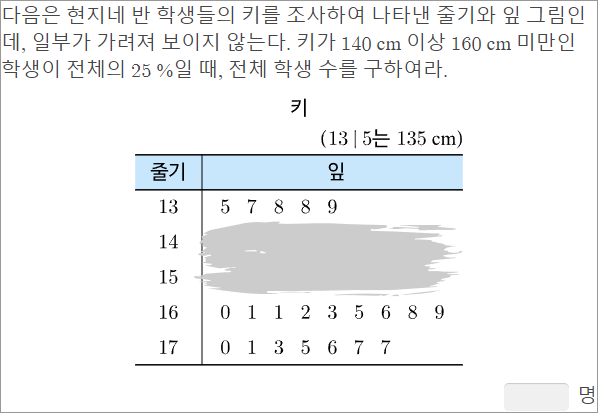 다음은 현지네 반 학생들의 키를 조사하여 나타낸 줄기와 잎 그림인
데, 일부가 가려져 보이지 않는다. 키가 140 cm 이상 160 cm 미만인
학생이 전체의 25 %일 때, 전체 학생 수를 구하여라.
키
(13 | 5는 135 cm)
줄기 잎
13 5 7 8 8 9
14
15
16 0 1 1 2 3 5 6 8 9
17 0 1 3 5 6 7 7
명